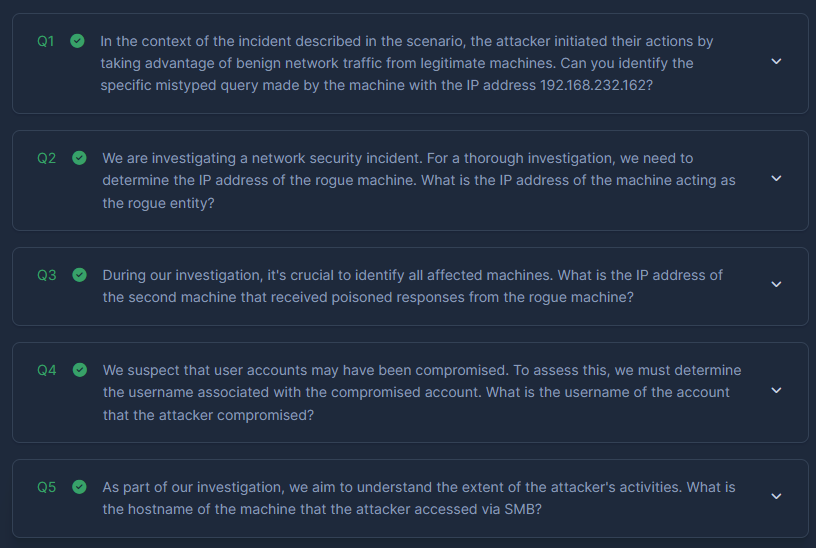 Q1 In the context of the incident described in the scenario, the attacker initiated their actions by
taking advantage of benign network traffic from legitimate machines. Can you identify the
specific mistyped query made by the machine with the IP address 192.168.232.162?
Q2 We are investigating a network security incident. For a thorough investigation, we need to
determine the IP address of the rogue machine. What is the IP address of the machine acting as
the rogue entity?
Q3 During our investigation, it's crucial to identify all affected machines. What is the IP address of
the second machine that received poisoned responses from the rogue machine?
Q4 We suspect that user accounts may have been compromised. To assess this, we must determine
the username associated with the compromised account. What is the username of the account
that the attacker compromised?
Q5 As part of our investigation, we aim to understand the extent of the attacker's activities. What is
the hostname of the machine that the attacker accessed via SMB?